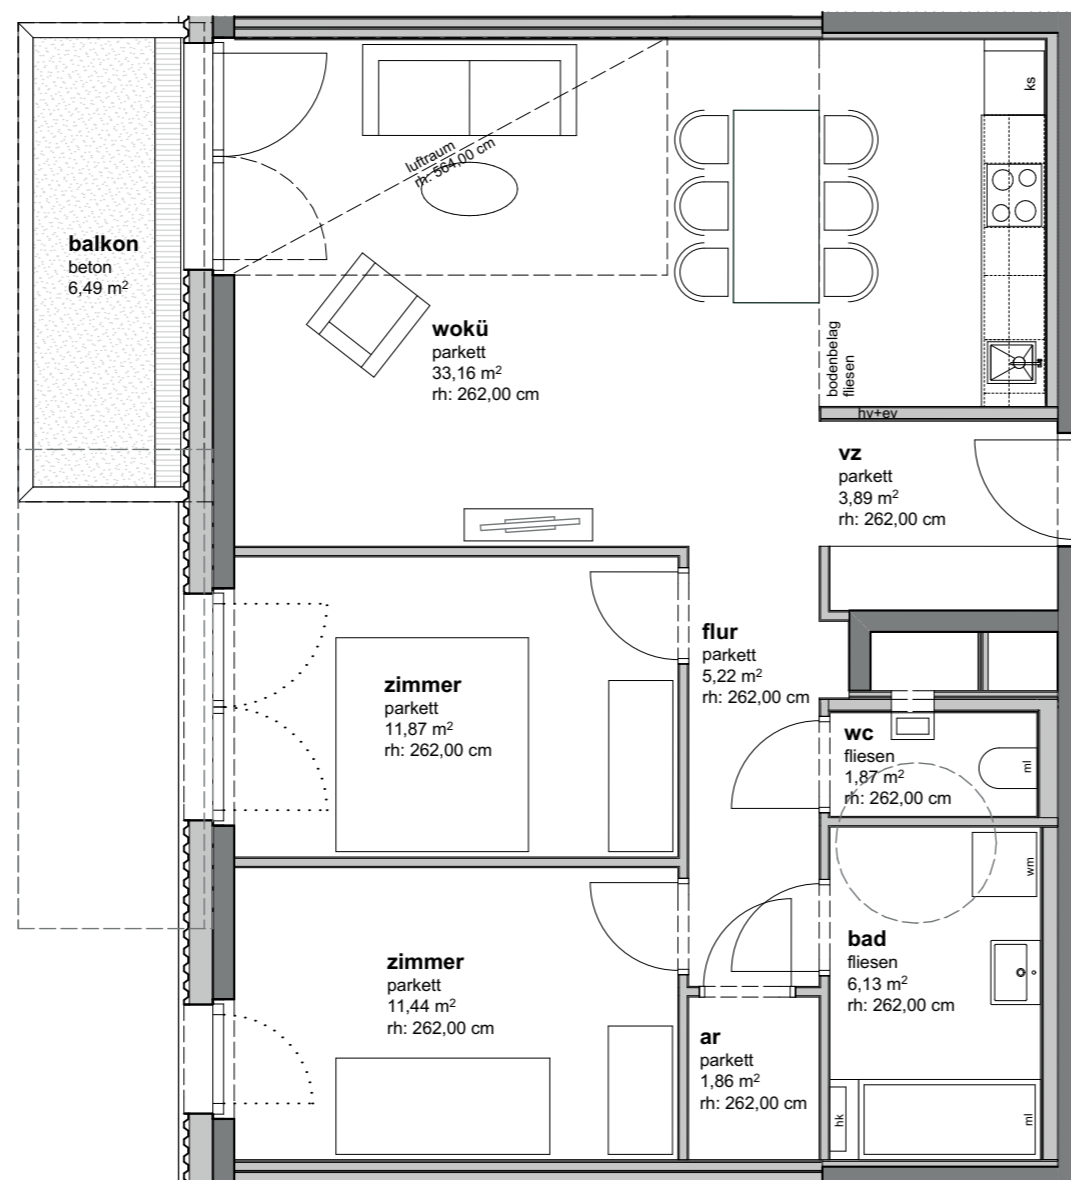 ks
luftraum
rh: 564,00 cm
balkon
beton
6,49 m²
wokü
parkett
33,16 m²
rh: 262,00 cm
bodenbelag
fliesen
hv+ev
vz
parkett
3,89 m²
rh: 262,00 cm
flur
parkett
5,22 m²
rh: 262,00 cm
zimmer
parkett
11,87 m²
rh: 262,00 cm
wc
fliesen
1,87 m²
rh: 262,00 cm
ml
wm
bad
fliesen
6,13 m²
rh: 262,00 cm
zimmer
parkett
11,44 m²
rh: 262,00 cm
ar
parkett
1,86 m²
rh: 262,00 cm
hk
ml